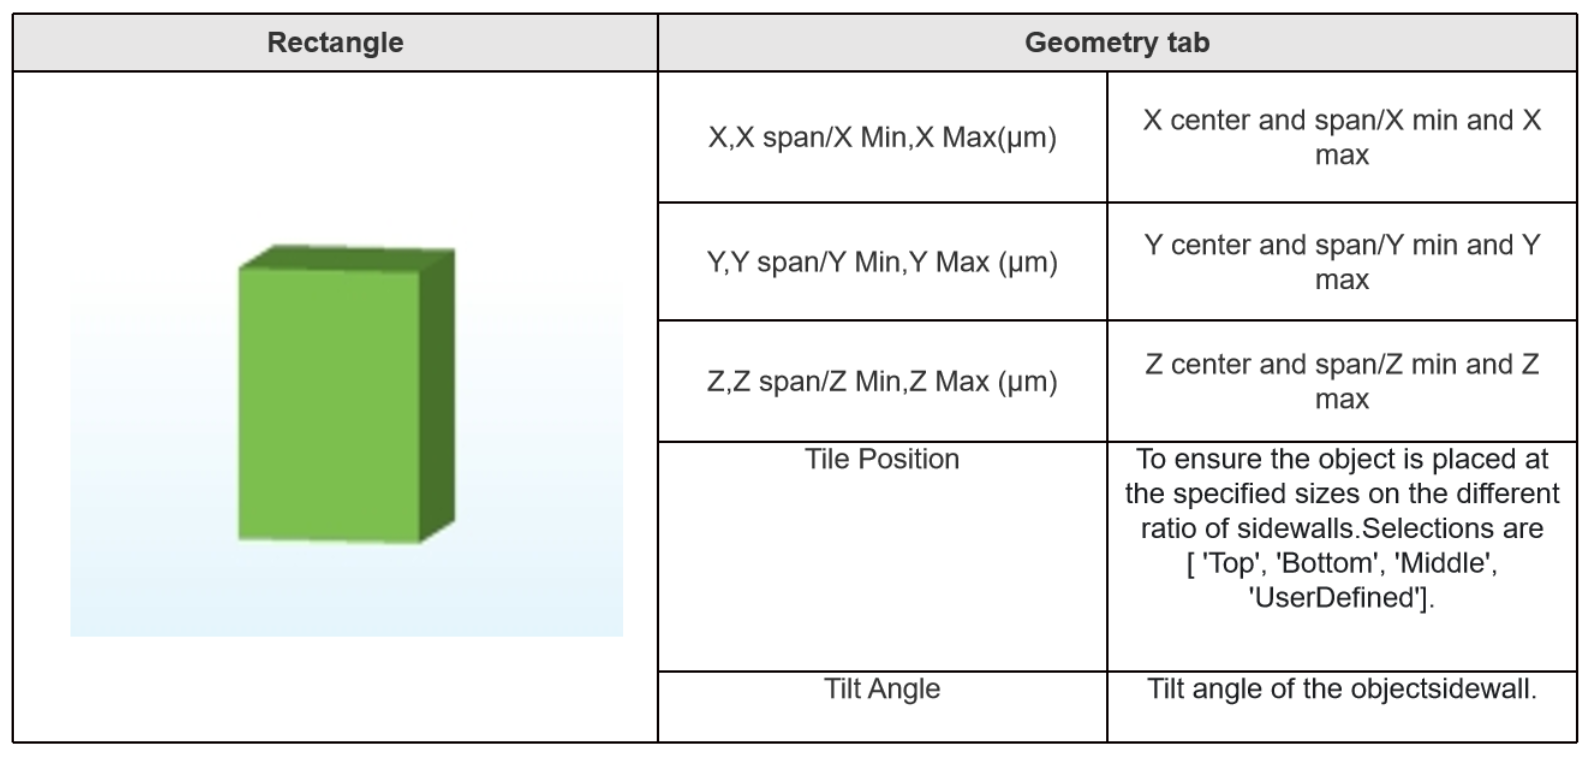 Rectangle
Geometry tab
X,X span/X Min,X Max(μm)
X center and span/X min and X
max
Y,Y span/Y Min,Y Max (μm)
Y center and span/Y min and Y
max
Z,Z span/Z Min,Z Max (μm)
Z center and span/Z min and Z
max
Tile Position
To ensure the object is placed at
the specified sizes on the different
ratio of sidewalls.Selections are
[ 'Top', 'Bottom', 'Middle',
'UserDefined'].
Tilt Angle
Tilt angle of the objectsidewall.